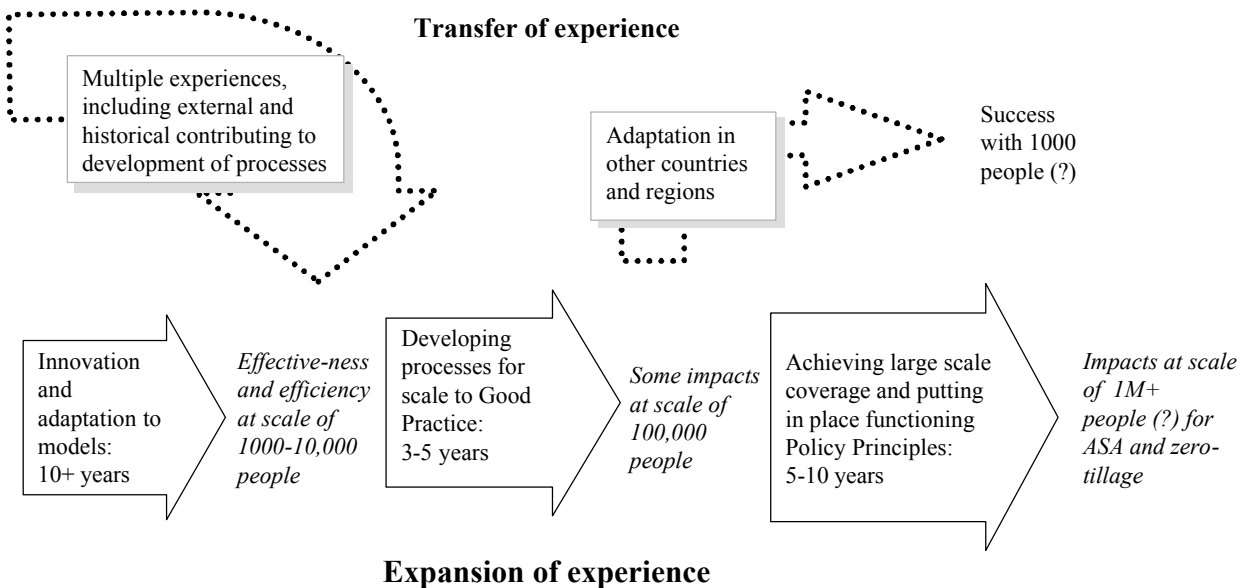 Transfer of experience
Multiple experiences,
including external and
historical contributing to
development of processes
Adaptation in
other countries
and regions
Success
with 1000
people (?)
Innovation
and
adaptation to
models:
10+ years
Effective-ness
and efficiency
at scale of
1000-10,000
people
Developing
processes for
scale to Good
Practice:
3-5 years
Some impacts
at scale of
100,000
people
Achieving large scale
coverage and putting
in place functioning
Policy Principles:
5-10 years
Impacts at scale
of 1M+
people (?) for
ASA and zero-
tillage
Expansion of experience